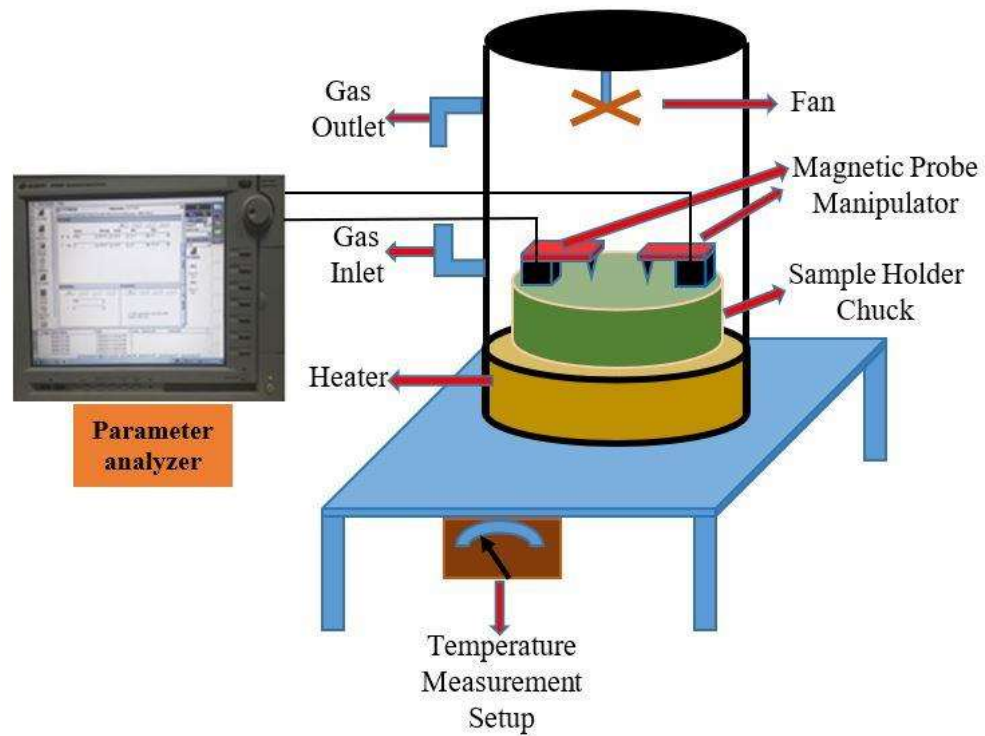 Gas
Outlet
Fan
Magnetic Probe
Manipulator
Gas
Inlet
Sample Holder
Chuck
Heater
Parameter
analyzer
Temperature
Measurement
Setup